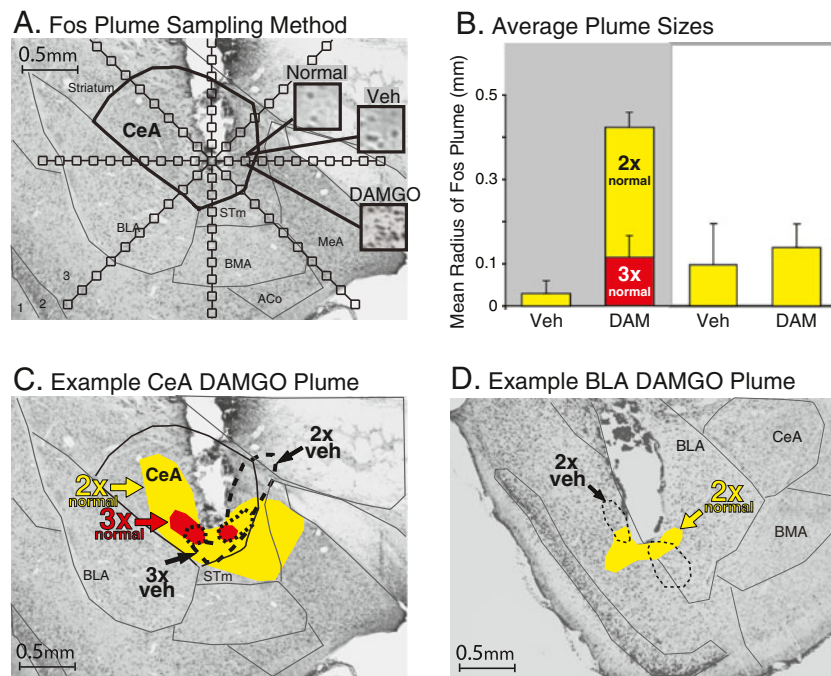 A. Fos Plume Sampling Method
0.5mm
Striatum
CeA
Normal
Veh
DAMGO
BLA
STm
MeA
BMA
ACo
3
2
1
B. Average Plume Sizes
Mean Radius of Fos Plume (mm)
0.5
0.3
0.1
0
2x
normal
3x
normal
Veh
DAM
Veh
DAM
C. Example CeA DAMGO Plume
2x
veh
CeA
2x
normal
3x
normal
3x
veh
BLA
STm
0.5mm
D. Example BLA DAMGO Plume
CeA
BLA
2x
veh
2x
normal
BMA
0.5mm